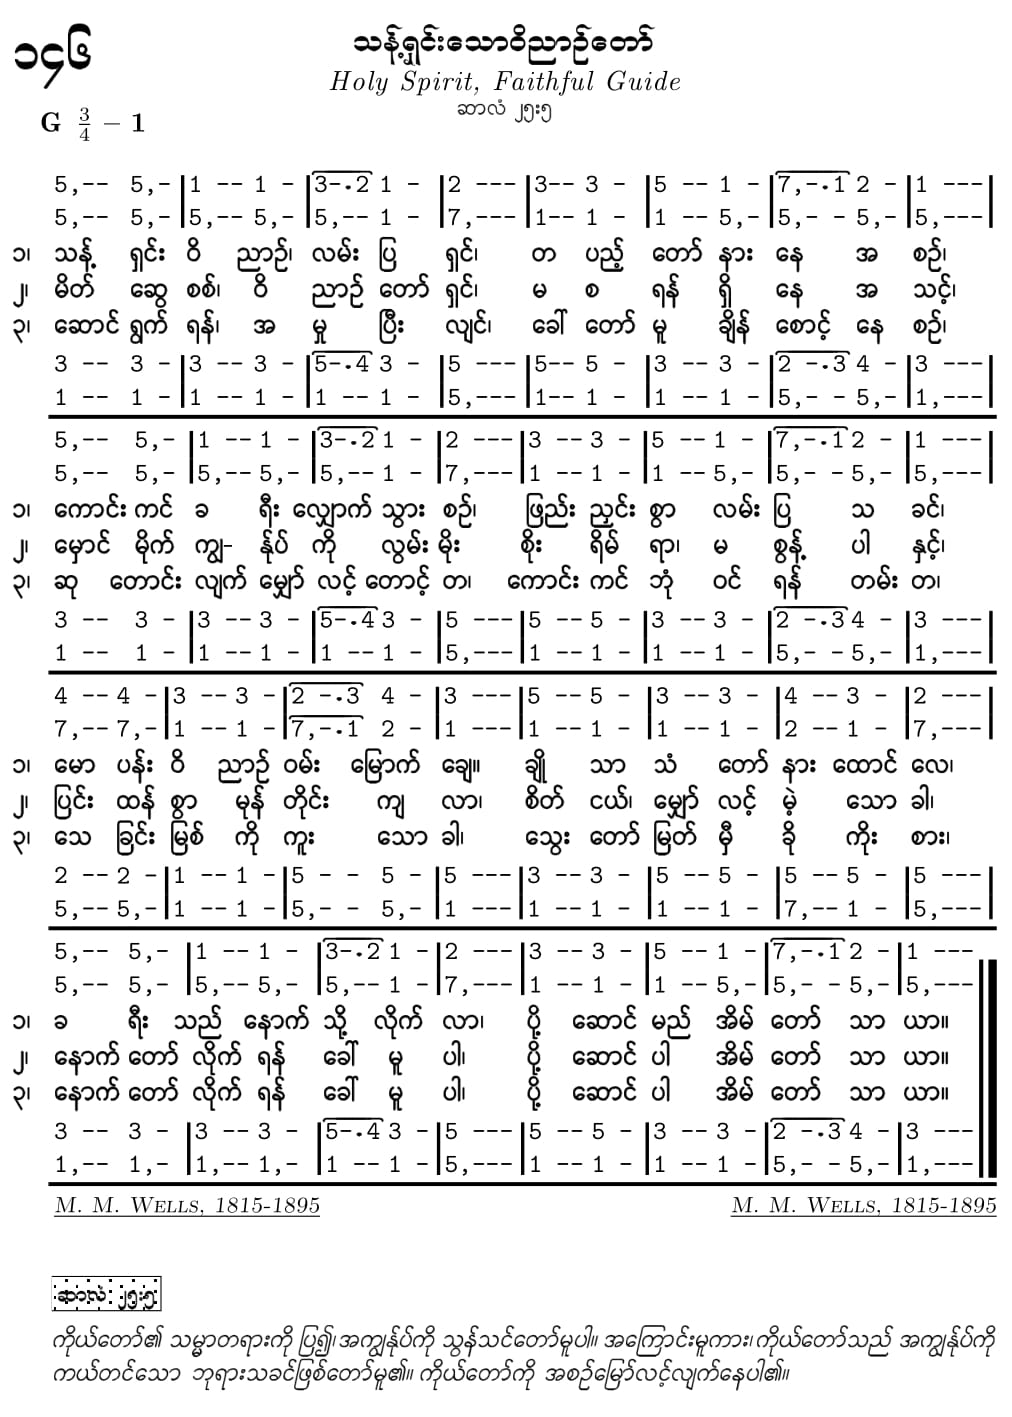 ၁၄၆
သန့်ရှင်းသောဝိညာဉ်တော်
Holy Spirit, Faithful Guide
ဆာလံ ၂၅း၅
G 3/4 – 1
5,-- 5,-|1 -- 1 -|3-.2 1 -|2 ---|3-- 3 -|5 -- 1 -|7,-.1 2 -|1 ---|
5,-- 5,-|5,-- 5,-|5,-- 1 -|7,---|1-- 1 -|1 -- 5,-|5,- - 5,-|5,---|
၁၊ သန့် ရှင်း ဝိ ညာဉ်၊ လမ်း ပြ ရှင်၊ တ ပည့် တော် နား နေ အ စဉ်၊
၂၊ မိတ် ဆွေ စစ်၊ ဝိ ညာဉ် တော် ရှင်၊ မ စ ရန် ရှိ နေ အ သင့်၊
၃၊ ဆောင် ရွက် ရန်၊ အ မှု ပြီး လျင်၊ ခေါ် တော် မူ ချိန် စောင့် နေ စဉ်၊
3 -- 3 -|3 -- 3 -|5-.4 3 -|5 ---|5-- 5 -|3 -- 3 -|2 -.3 4 -|3 ---|
1 -- 1 -|1 -- 1 -|1 -- 1 -|5,---|1-- 1 -|1 -- 1 -|5,- - 5,-|1,---|
5,-- 5,-|1 -- 1 -|3-.2 1 -|2 ---|3 -- 3 -|5 -- 1 -|7,-.1 2 -|1 ---|
5,-- 5,-|5,-- 5,-|5,-- 1 -|7,---|1 -- 1 -|1 -- 5,-|5,- - 5,-|5,---|
၁၊ ကောင်း ကင် ခ ရီး လျှောက် သွား စဉ်၊ ဖြည်း ညှင်း စွာ လမ်း ပြ သ ခင်၊
၂၊ မှောင် မိုက် ကျွ- န်ုပ် ကို လွမ်း မိုး စိုး ရိမ် ရာ၊ မ စွန့် ပါ နှင့်၊
၃၊ ဆု တောင်း လျက် မျှော် လင့် တောင့် တ၊ ကောင်း ကင် ဘုံ ဝင် ရန် တမ်း တ၊
3 -- 3 -|3 -- 3 -|5-.4 3 -|5 ---|5 -- 5 -|3 -- 3 -|2 -.3 4 -|3 ---|
1 -- 1 -|1 -- 1 -|1 -- 1 -|5,---|1 -- 1 -|1 -- 1 -|5,- - 5,-|1,---|
4 -- 4 -|3 -- 3 -|2 -.3 4 -|3 ---|5 -- 5 -|3 -- 3 -|4 -- 3 -|2 ---|
7,-- 7,-|1 -- 1 -|7,-.1 2 -|1 ---|1 -- 1 -|1 -- 1 -|2 -- 1 -|7,---|
၁၊ မော ပန်း ဝိ ညာဉ် ဝမ်း မြောက် ချေ။ ချို သာ သံ တော် နား ထောင် လေ၊
၂၊ ပြင်း ထန် စွာ မုန် တိုင်း ကျ လာ၊ စိတ် ငယ်၊ မျှော် လင့် မဲ့ သော ခါ၊
၃၊ သေ ခြင်း မြစ် ကို ကူး သော ခါ၊ သွေး တော် မြတ် မှီ ခို ကိုး စား၊
2 -- 2 -|1 -- 1 -|5 - - 5 -|5 ---|3 -- 3 -|5 -- 5 -|5 -- 5 -|5 ---|
5,-- 5,-|1 -- 1 -|5,- - 5,-|1 ---|1 -- 1 -|1 -- 1 -|7,-- 1 -|5,---|
5,-- 5,-|1 -- 1 -|3-.2 1 -|2 ---|3 -- 3 -|5 -- 1 -|7,-.1 2 -|1 ---
5,-- 5,-|5,-- 5,-|5,-- 1 -|7,---|1 -- 1 -|1 -- 5,-|5,- - 5,-|5,---
၁၊ ခ ရီး သည် နောက် သို့ လိုက် လာ၊ ပို့ ဆောင် မည် အိမ် တော် သာ ယာ။
၂၊ နောက် တော် လိုက် ရန် ခေါ် မူ ပါ၊ ပို့ ဆောင် ပါ အိမ် တော် သာ ယာ။
၃၊ နောက် တော် လိုက် ရန် ခေါ် မူ ပါ၊ ပို့ ဆောင် ပါ အိမ် တော် သာ ယာ။
3 -- 3 -|3 -- 3 -|5-.4 3 -|5 ---|5 -- 5 -|3 -- 3 -|2 -.3 4 -|3 ---
1,-- 1,-|1,-- 1,-|1 -- 1 -|5,---|1 -- 1 -|1 -- 1 -|5,- - 5,-|1,---
M. M. WELLS, 1815-1895 M. M. WELLS, 1815-1895
ဆာလံ ၂၅း၅
ကိုယ်တော်၏ သမ္မာတရားကို ပြ၍၊အကျွန်ုပ်ကို သွန်သင်တော်မူပါ။ အကြောင်းမူကား၊ကိုယ်တော်သည် အကျွန်ုပ်ကို
ကယ်တင်သော ဘုရားသခင်ဖြစ်တော်မူ၏။ ကိုယ်တော်ကို အစဉ်မြော်လင့်လျက်နေပါ၏။